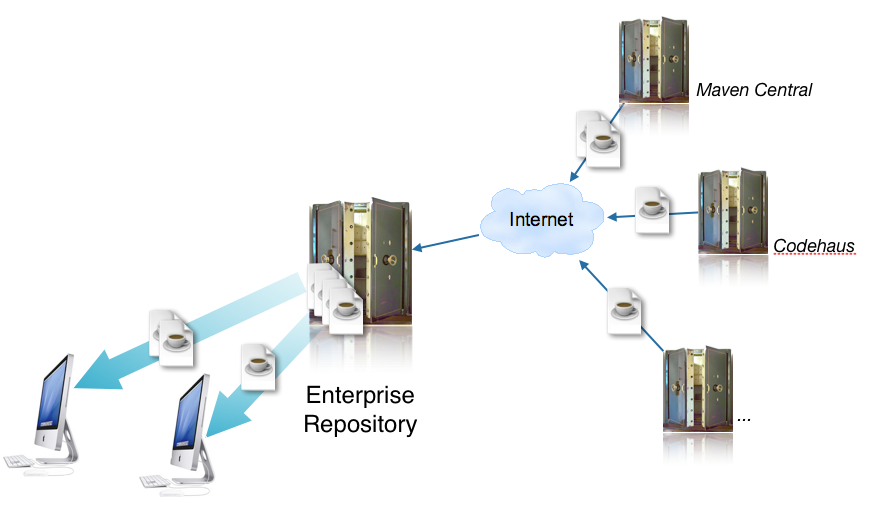 Maven Central
Internet
Codehaus
Enterprise
Repository
...